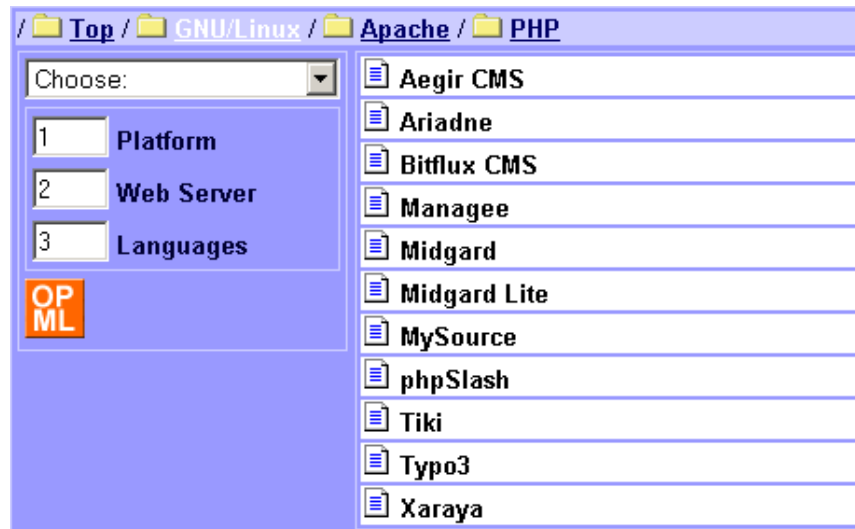 / Top / GNU/Linux / Apache / PHP
Choose:
1 Platform
2 Web Server
3 Languages
OP
ML
Aegir CMS
Ariadne
Bitflux CMS
Managee
Midgard
Midgard Lite
MySource
phpSlash
Tiki
Typo3
Xaraya